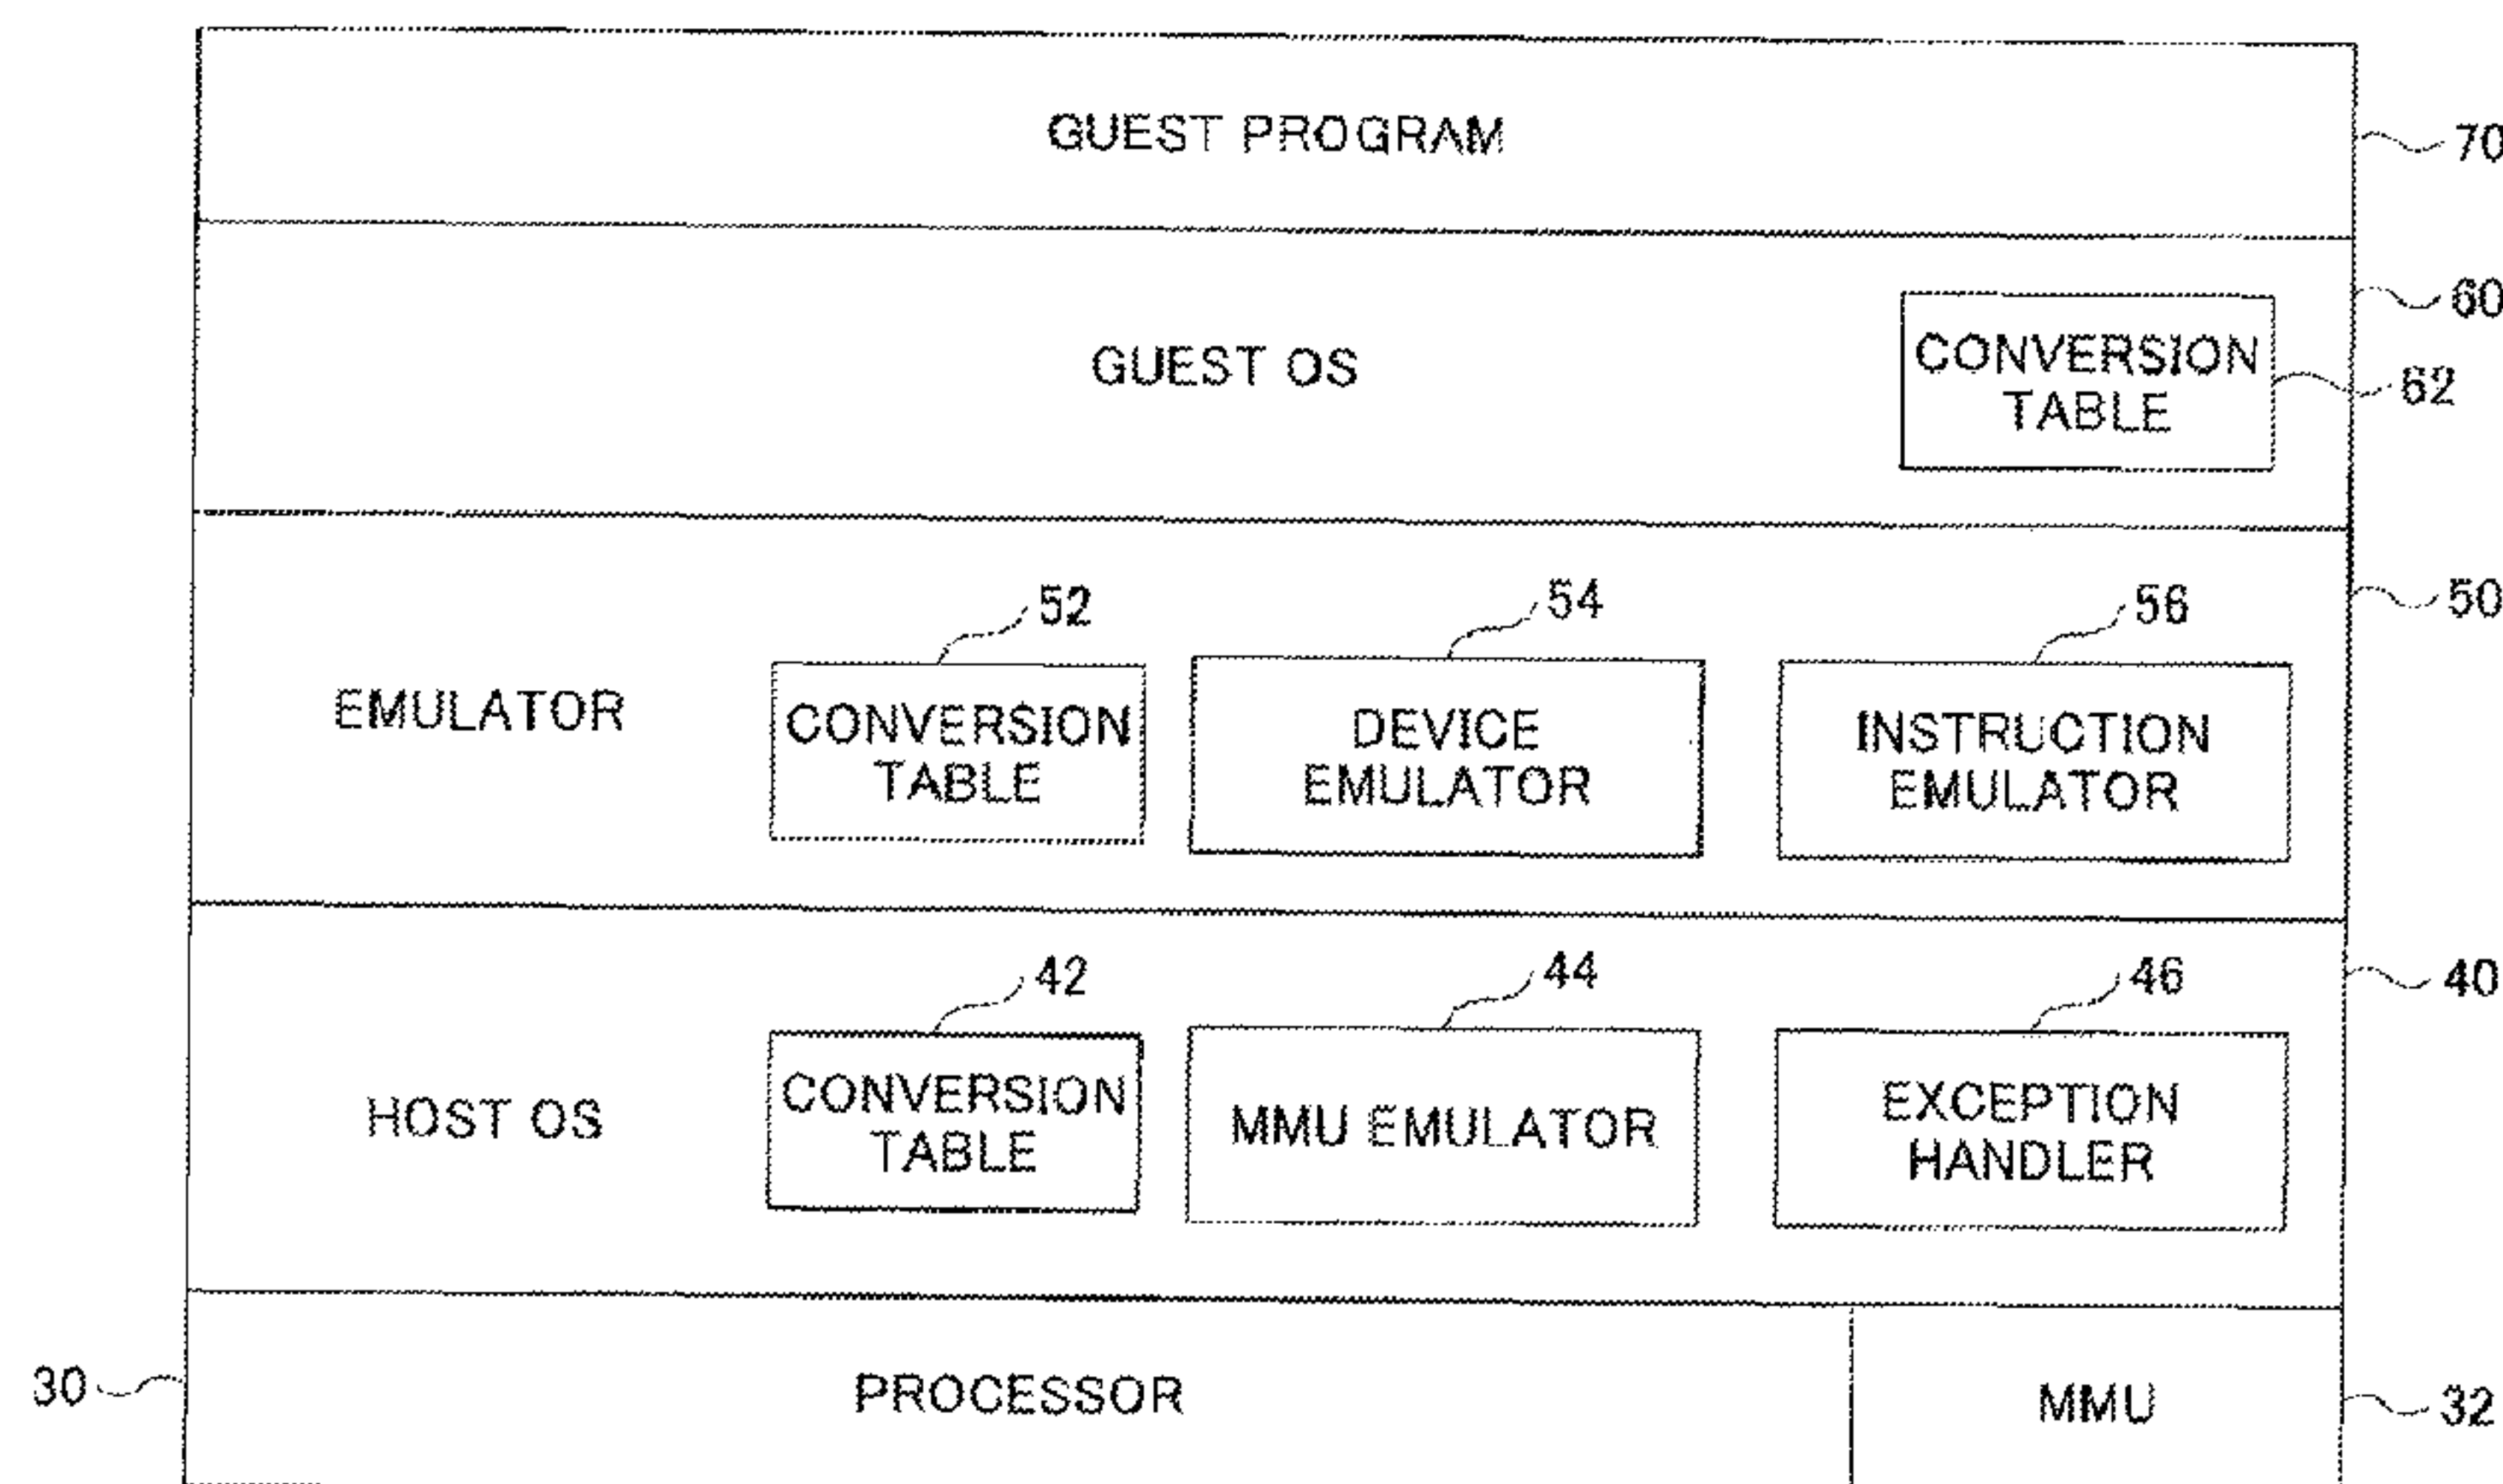 GUEST PROGRAM
70
60
GUEST OS
CONVERSION
TABLE
62
50
52
54
56
EMULATOR
CONVERSION
TABLE
DEVICE
EMULATOR
INSTRUCTION
EMULATOR
40
42
44
46
HOST OS
CONVERSION
TABLE
MMU EMULATOR
EXCEPTION
HANDLER
30
PROCESSOR
MMU
32